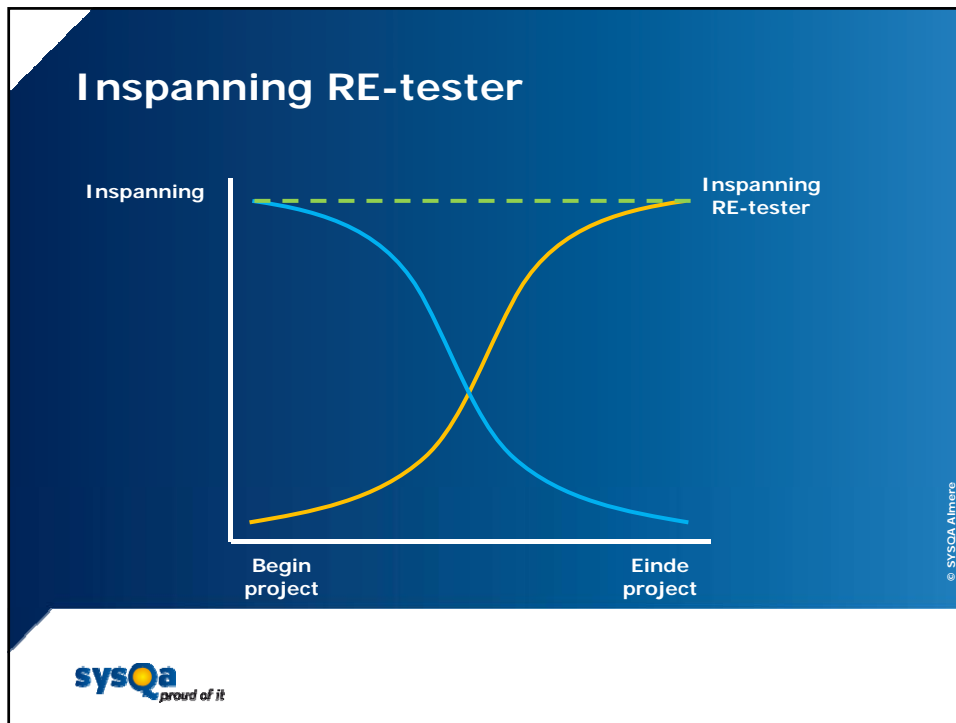 Inspanning RE-tester
Inspanning
Inspanning
RE-tester
Begin
project
Einde
project
© SYSQA Almere
sysQa
proud of it